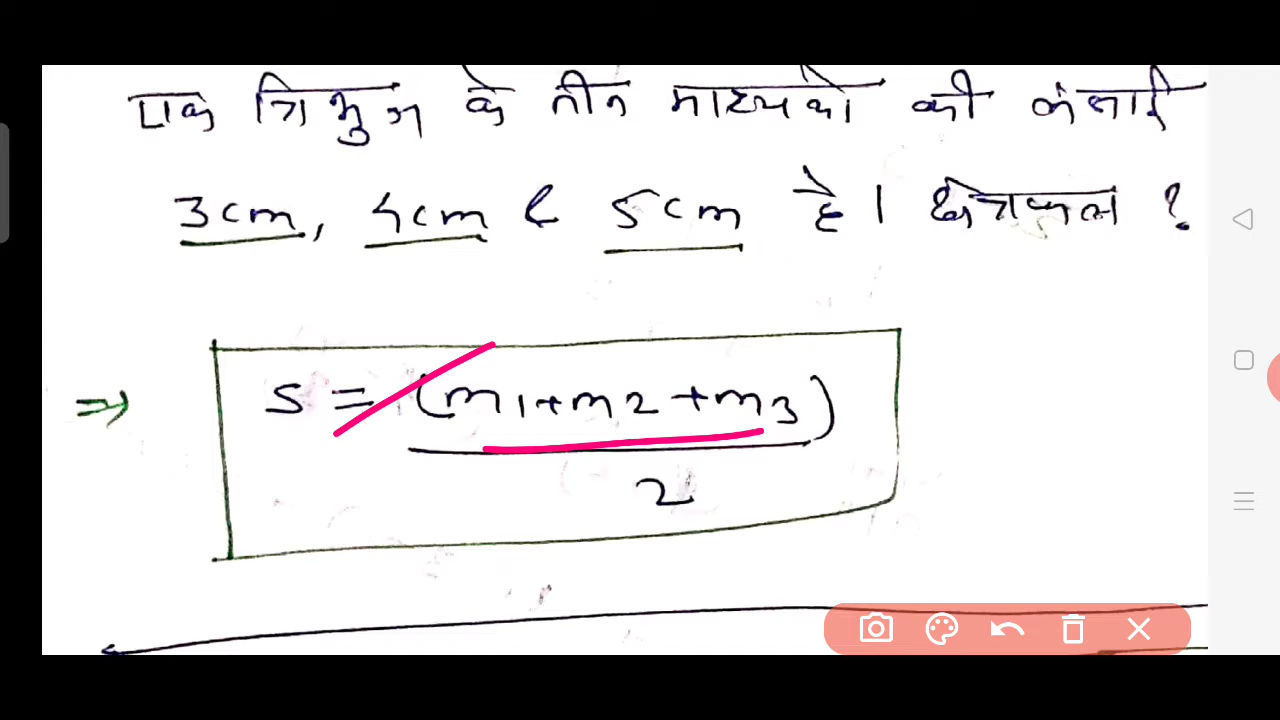 एक त्रिभुज के तीन माध्यको की लंबाई
3cm, 4cm व 5cm है। क्षेत्रफल ?
⇒ S = (m1+m2+m3)
2